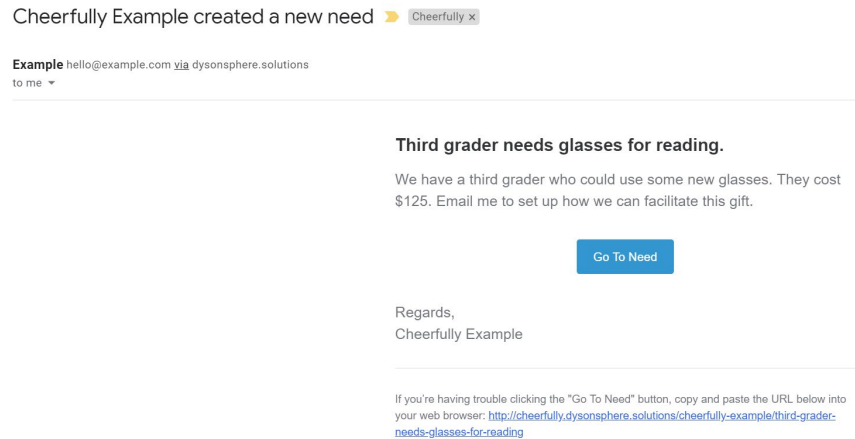 Cheerfully Example created a new need Cheerfully x
Example hello@example.com via dysonsphere.solutions
to me
Third grader needs glasses for reading.
We have a third grader who could use some new glasses. They cost
$125. Email me to set up how we can facilitate this gift.
Go To Need
Regards,
Cheerfully Example
If you’re having trouble clicking the "Go To Need" button, copy and paste the URL below into
your web browser: http://cheerfully.dysonsphere.solutions/cheerfully-example/third-grader-
needs-glasses-for-reading